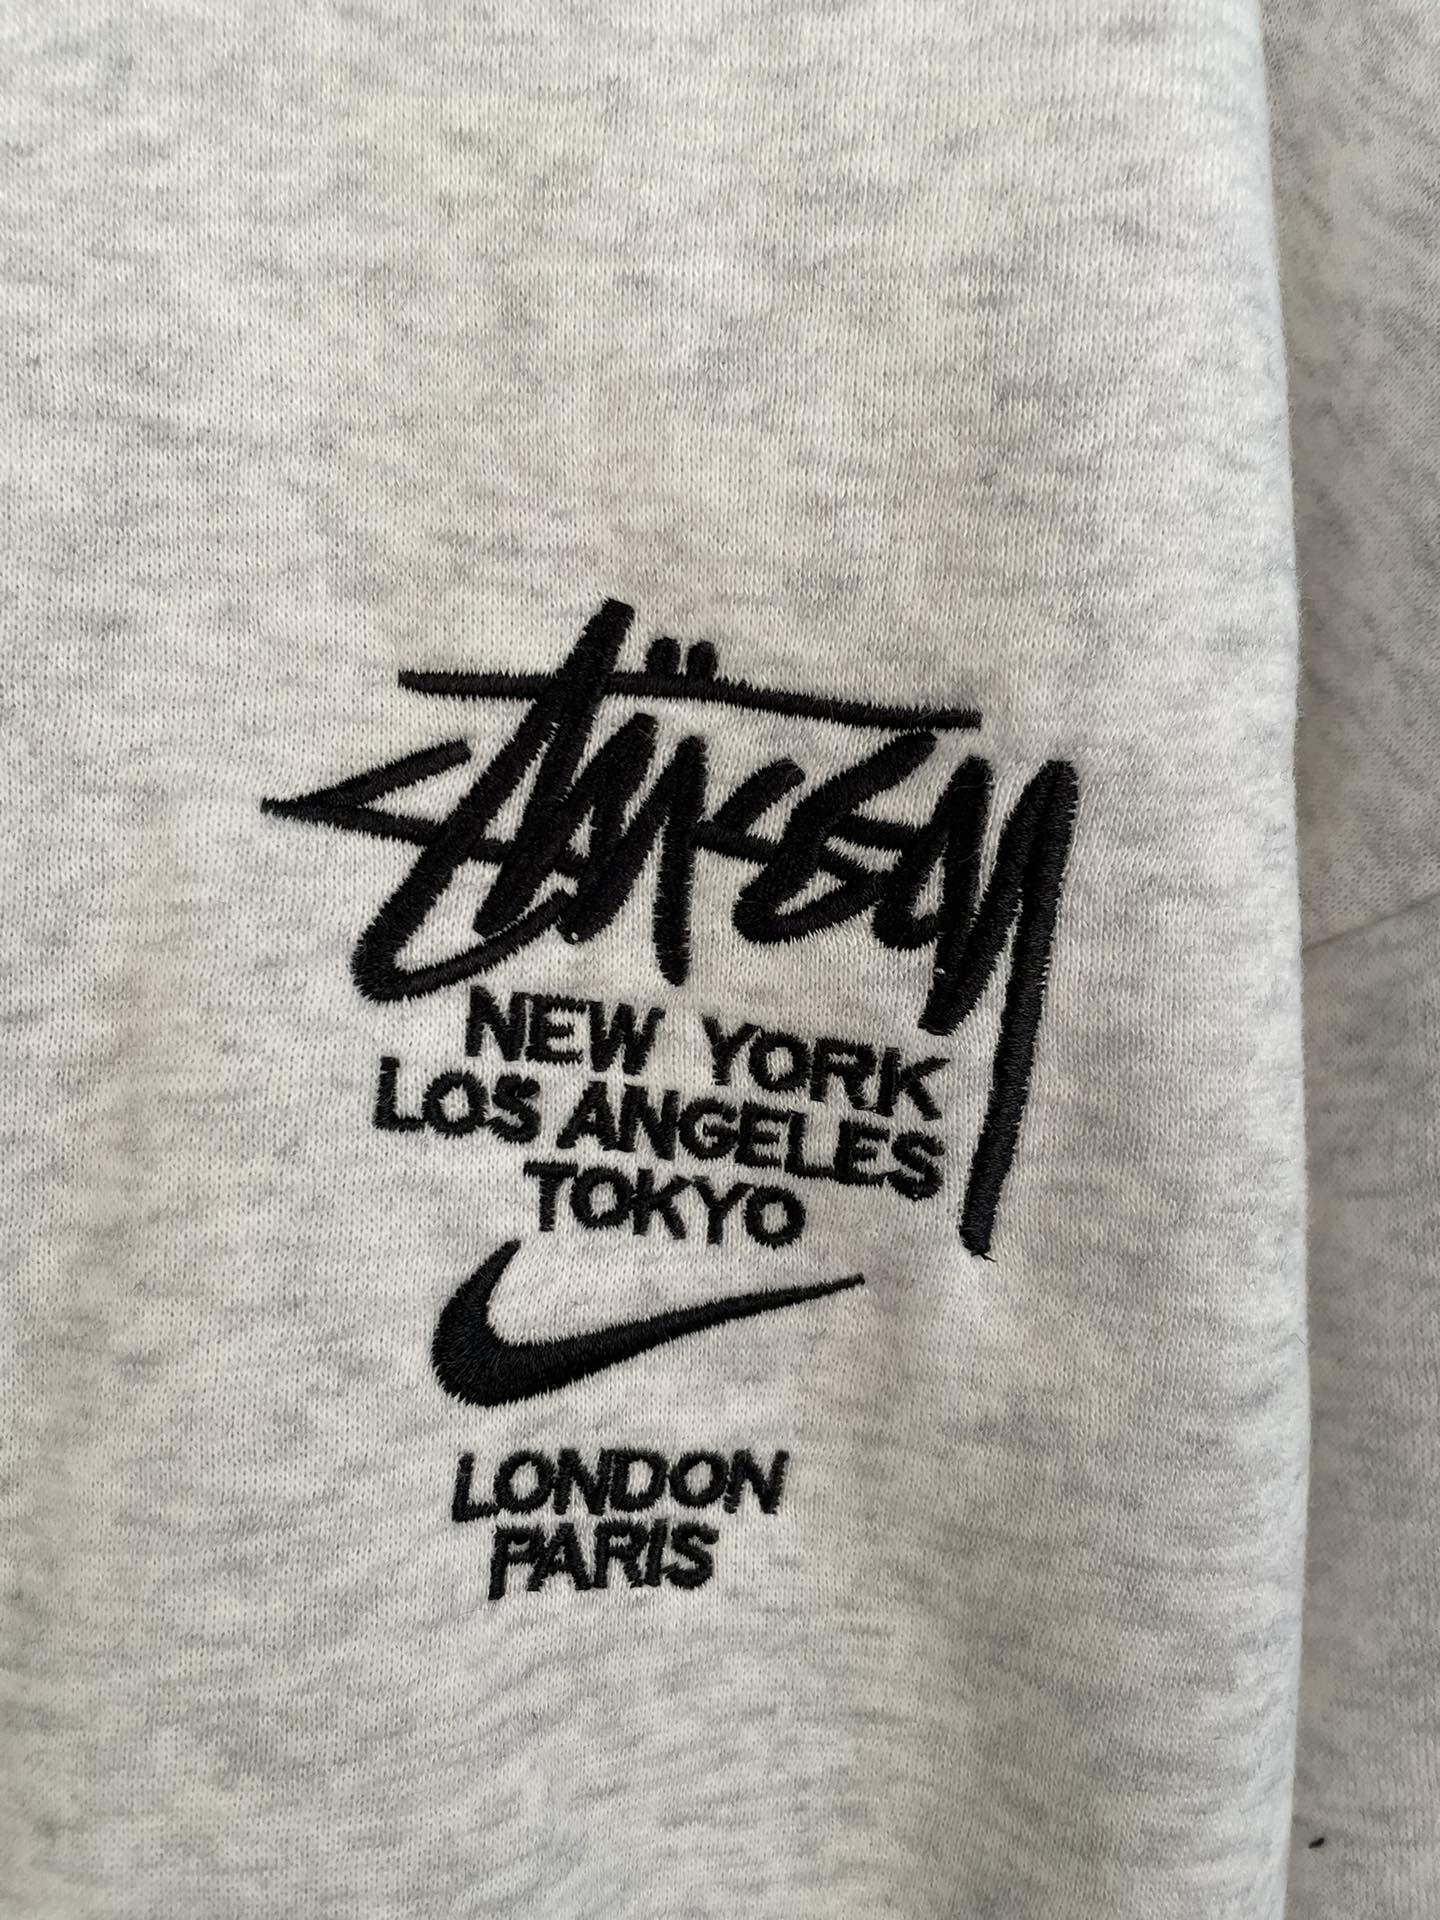 Stüssy
NEW YORK
LOS ANGELES
TOKYO
LONDON
PARIS